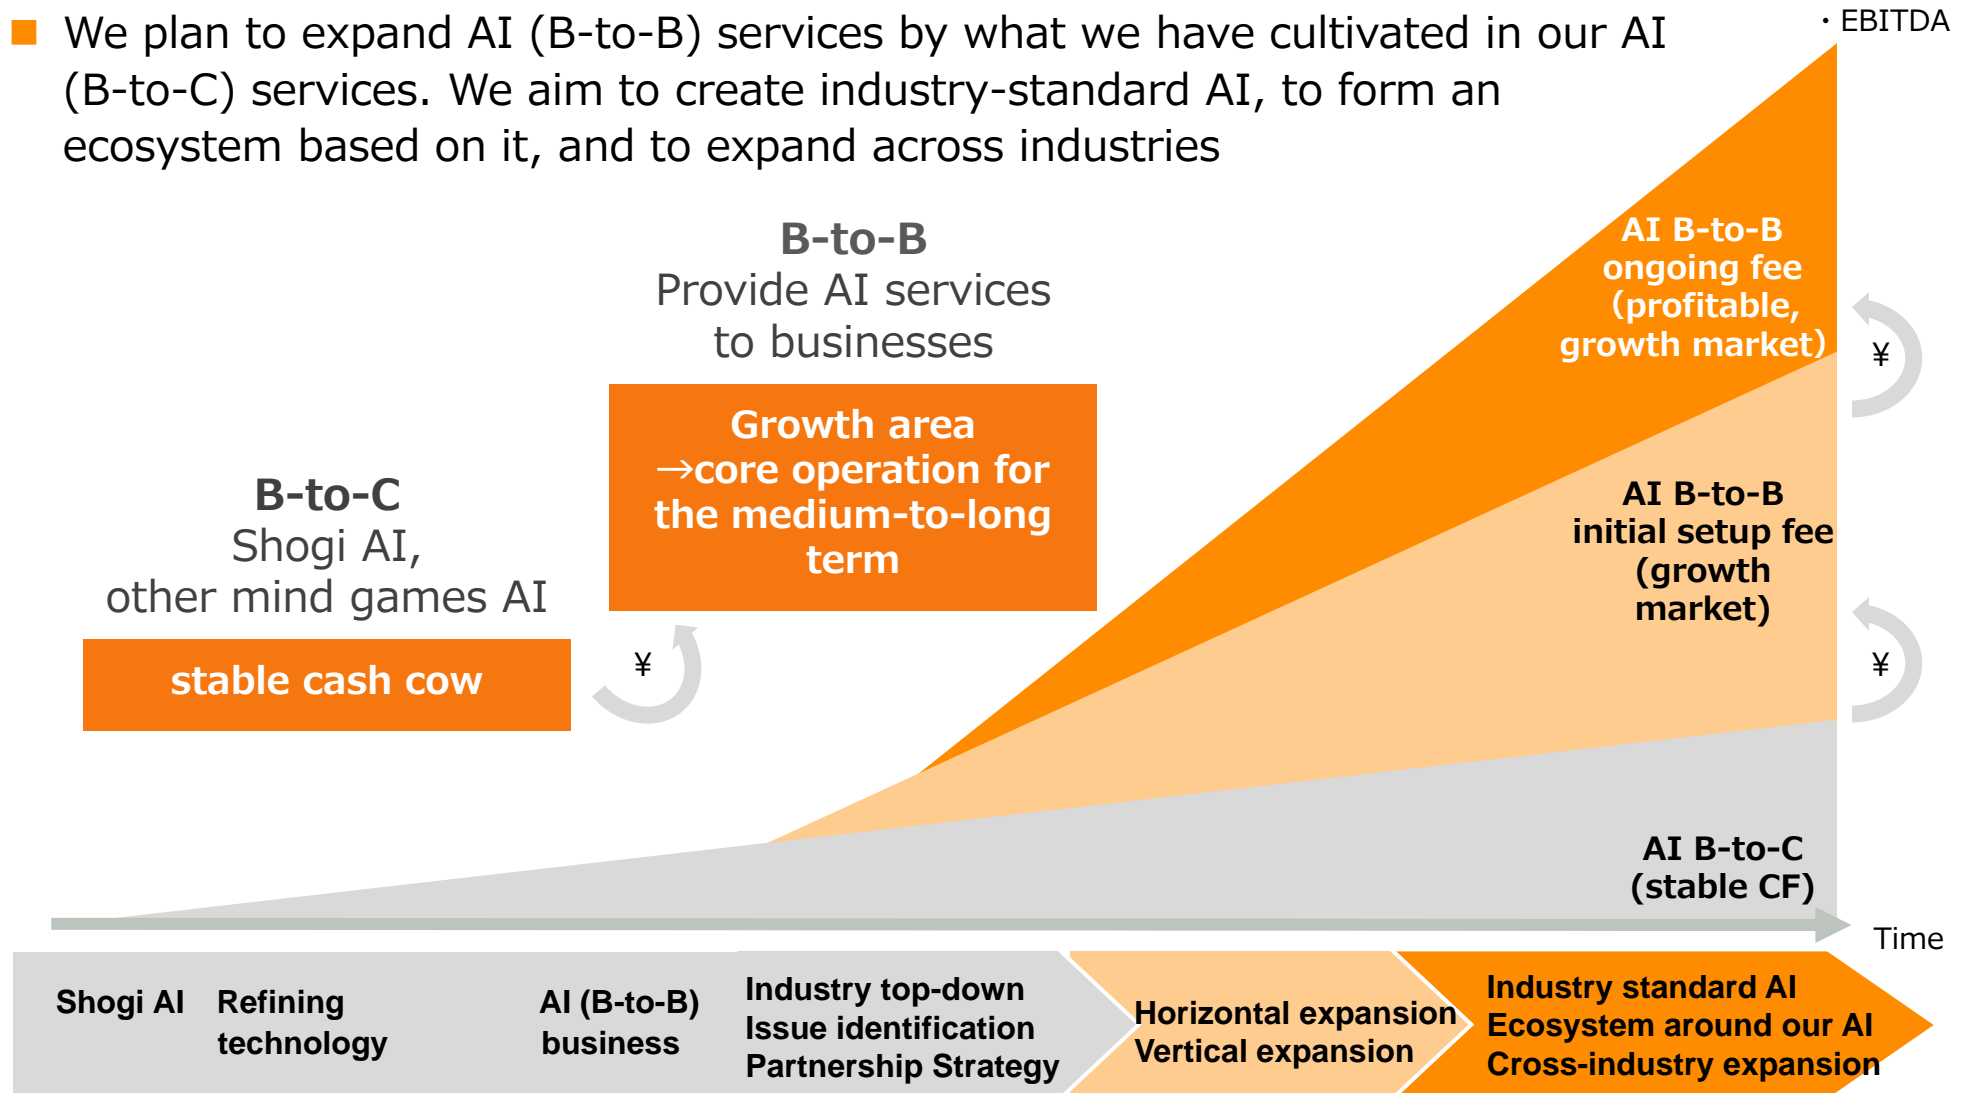 We plan to expand AI (B-to-B) services by what we have cultivated in our AI
(B-to-C) services. We aim to create industry-standard AI, to form an
ecosystem based on it, and to expand across industries
・EBITDA
B-to-B
Provide AI services
to businesses
Growth area
→core operation for
the medium-to-long
term
B-to-C
Shogi AI,
other mind games AI
stable cash cow
¥
AI B-to-B
ongoing fee
(profitable,
growth market)
¥
AI B-to-B
initial setup fee
(growth
market)
¥
AI B-to-C
(stable CF)
Time
Shogi AI
Refining
technology
AI (B-to-B)
business
Industry top-down
Issue identification
Partnership Strategy
Horizontal expansion
Vertical expansion
Industry standard AI
Ecosystem around our AI
Cross-industry expansion